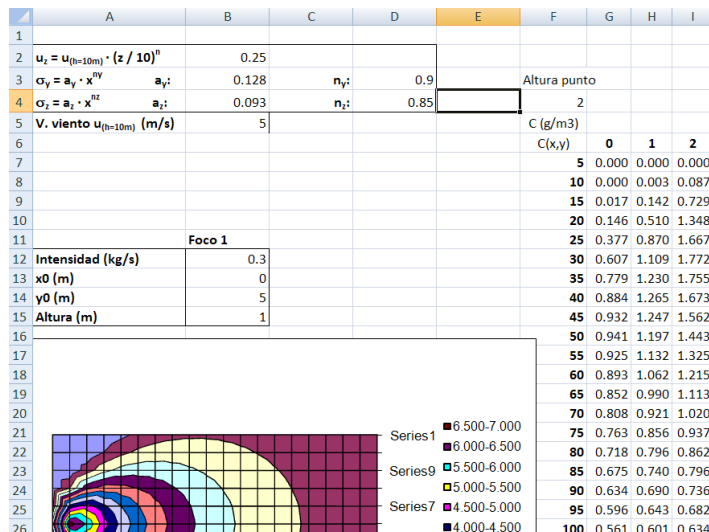 A B C D E F G H I
1
2 uz = u(h=10m) · (z / 10)^n 0.25
3 σy = ay · x^ny ay: 0.128 ny: 0.9 Altura punto
4 σz = az · x^nz az: 0.093 nz: 0.85 2
5 V. viento u(h=10m) (m/s) 5 C (g/m3)
6 C(x,y) 0 1 2
7 5 0.000 0.000 0.000
8 10 0.000 0.003 0.087
9 15 0.017 0.142 0.729
10 20 0.146 0.510 1.348
11 Foco 1 25 0.377 0.870 1.667
12 Intensidad (kg/s) 0.3 30 0.607 1.109 1.772
13 x0 (m) 0 35 0.779 1.230 1.755
14 y0 (m) 5 40 0.884 1.265 1.673
15 Altura (m) 1 45 0.932 1.247 1.562
16 50 0.941 1.197 1.443
17 55 0.925 1.132 1.325
18 60 0.893 1.062 1.215
19 65 0.852 0.990 1.113
20 70 0.808 0.921 1.020
21 Series1 6.500-7.000 75 0.763 0.856 0.937
22 6.000-6.500 80 0.718 0.796 0.862
23 Series9 5.500-6.000 85 0.675 0.740 0.796
24 5.000-5.500 90 0.634 0.690 0.736
25 Series7 4.500-5.000 95 0.596 0.643 0.682
26 4.000-4.500 100 0.561 0.601 0.634